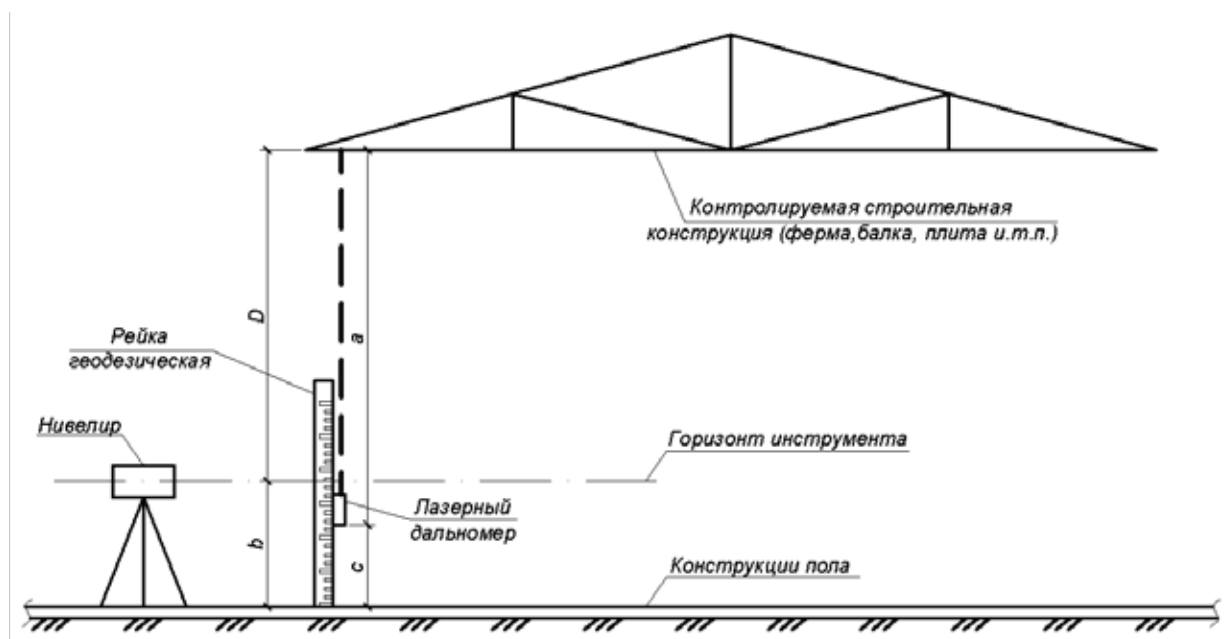 Контролируемая строительная
конструкция (ферма,балка, плита и.т.п.)
D
a
Рейка
геодезическая
Нивелир
Горизонт инструмента
Лазерный
дальномер
b
c
Конструкции пола